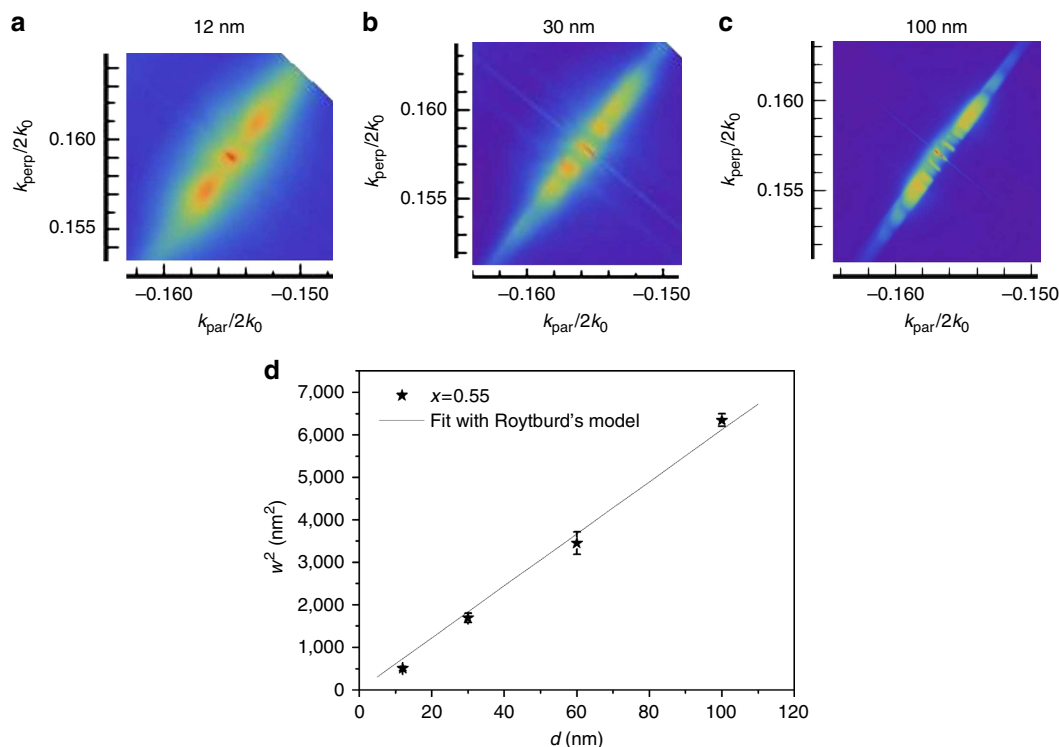 a
12 nm
k_perp/2k_0
0.160
0.155
–0.160
–0.150
k_par/2k_0
b
30 nm
k_perp/2k_0
0.160
0.155
–0.160
–0.150
k_par/2k_0
c
100 nm
k_perp/2k_0
0.160
0.155
–0.160
–0.150
k_par/2k_0
d
x=0.55
Fit with Roytburd's model
w² (nm²)
7,000
6,000
5,000
4,000
3,000
2,000
1,000
0
0 20 40 60 80 100 120
d (nm)